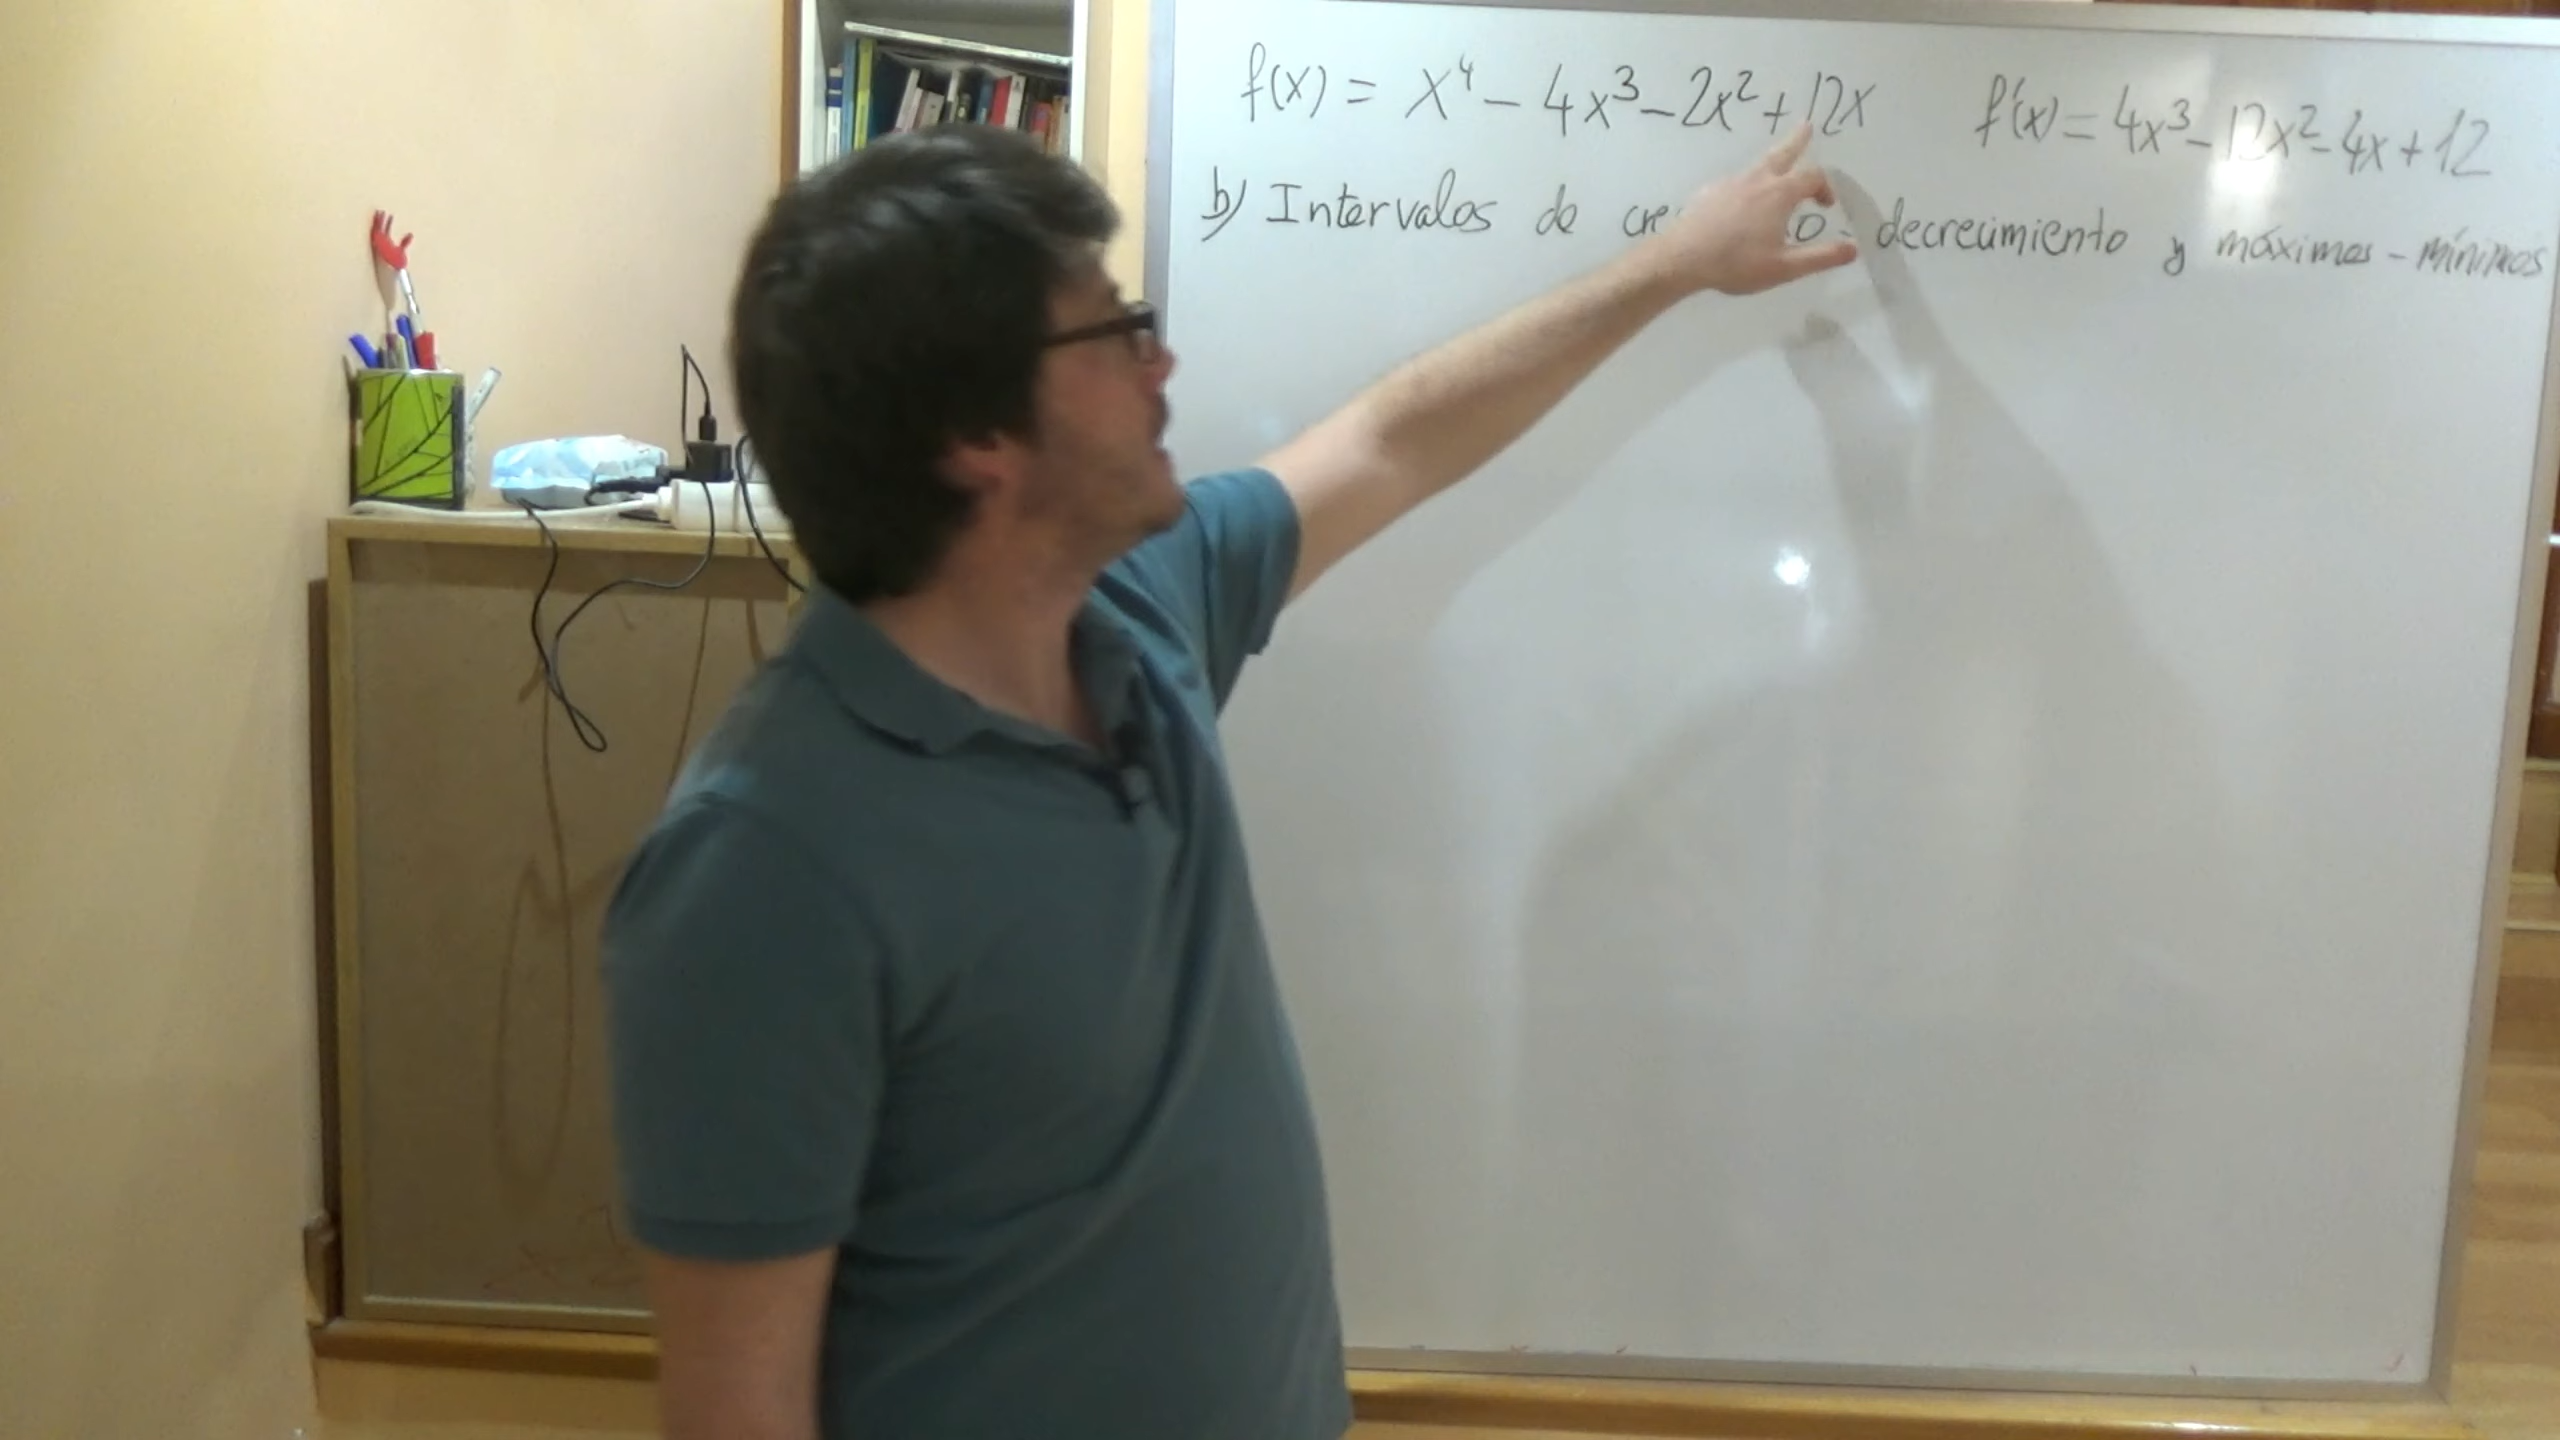 f(x) = x⁴ - 4x³ - 2x² + 12x f'(x) = 4x³ - 12x² - 4x + 12
b) Intervalos de decrecimiento y máximos - mínimos